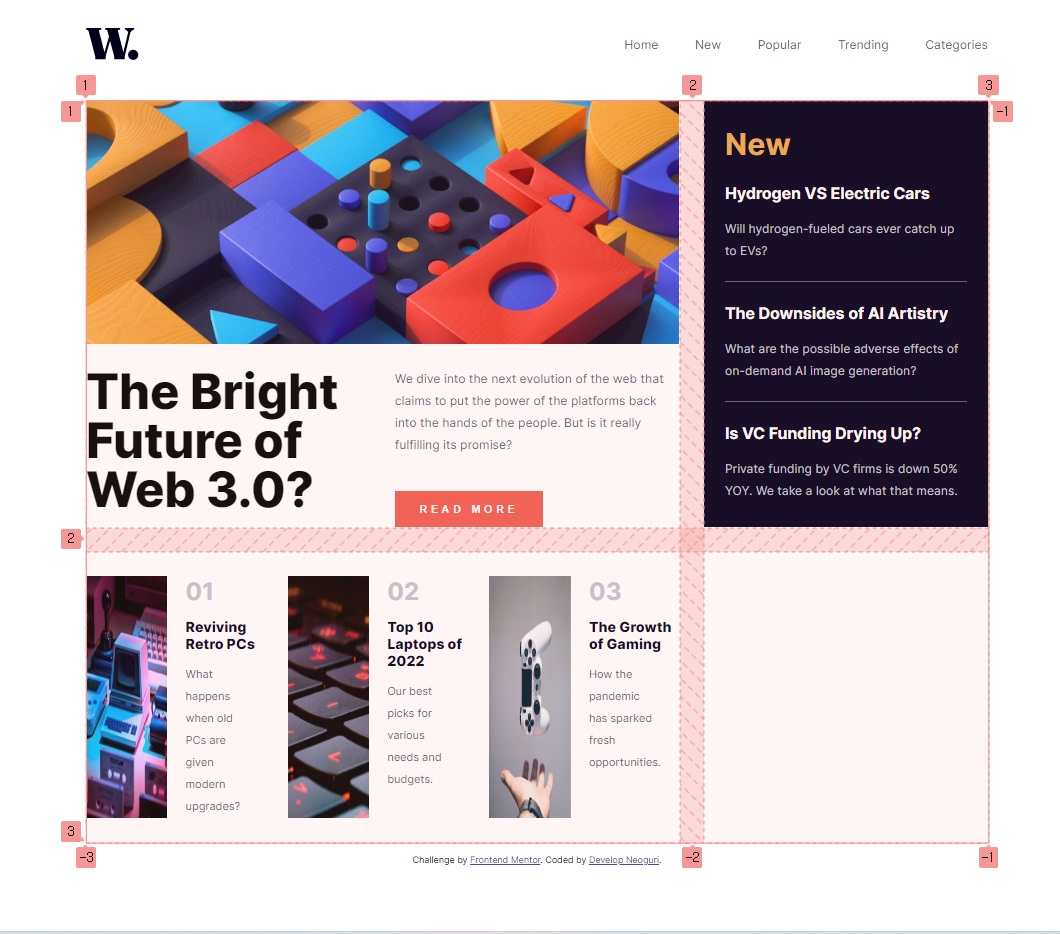 W.
Home New Popular Trending Categories
1 2 3
1 -1
New
Hydrogen VS Electric Cars
Will hydrogen-fueled cars ever catch up
to EVs?
The Downsides of AI Artistry
What are the possible adverse effects of
on-demand AI image generation?
Is VC Funding Drying Up?
Private funding by VC firms is down 50%
YOY. We take a look at what that means.
The Bright
Future of
Web 3.0?
We dive into the next evolution of the web that
claims to put the power of the platforms back
into the hands of the people. But is it really
fulfilling its promise?
READ MORE
2
01
Reviving
Retro PCs
What
happens
when old
PCs are
given
modern
upgrades?
02
Top 10
Laptops of
2022
Our best
picks for
various
needs and
budgets.
03
The Growth
of Gaming
How the
pandemic
has sparked
fresh
opportunities.
3
-3 -2 -1
Challenge by Frontend Mentor. Coded by Develop Neoguri.